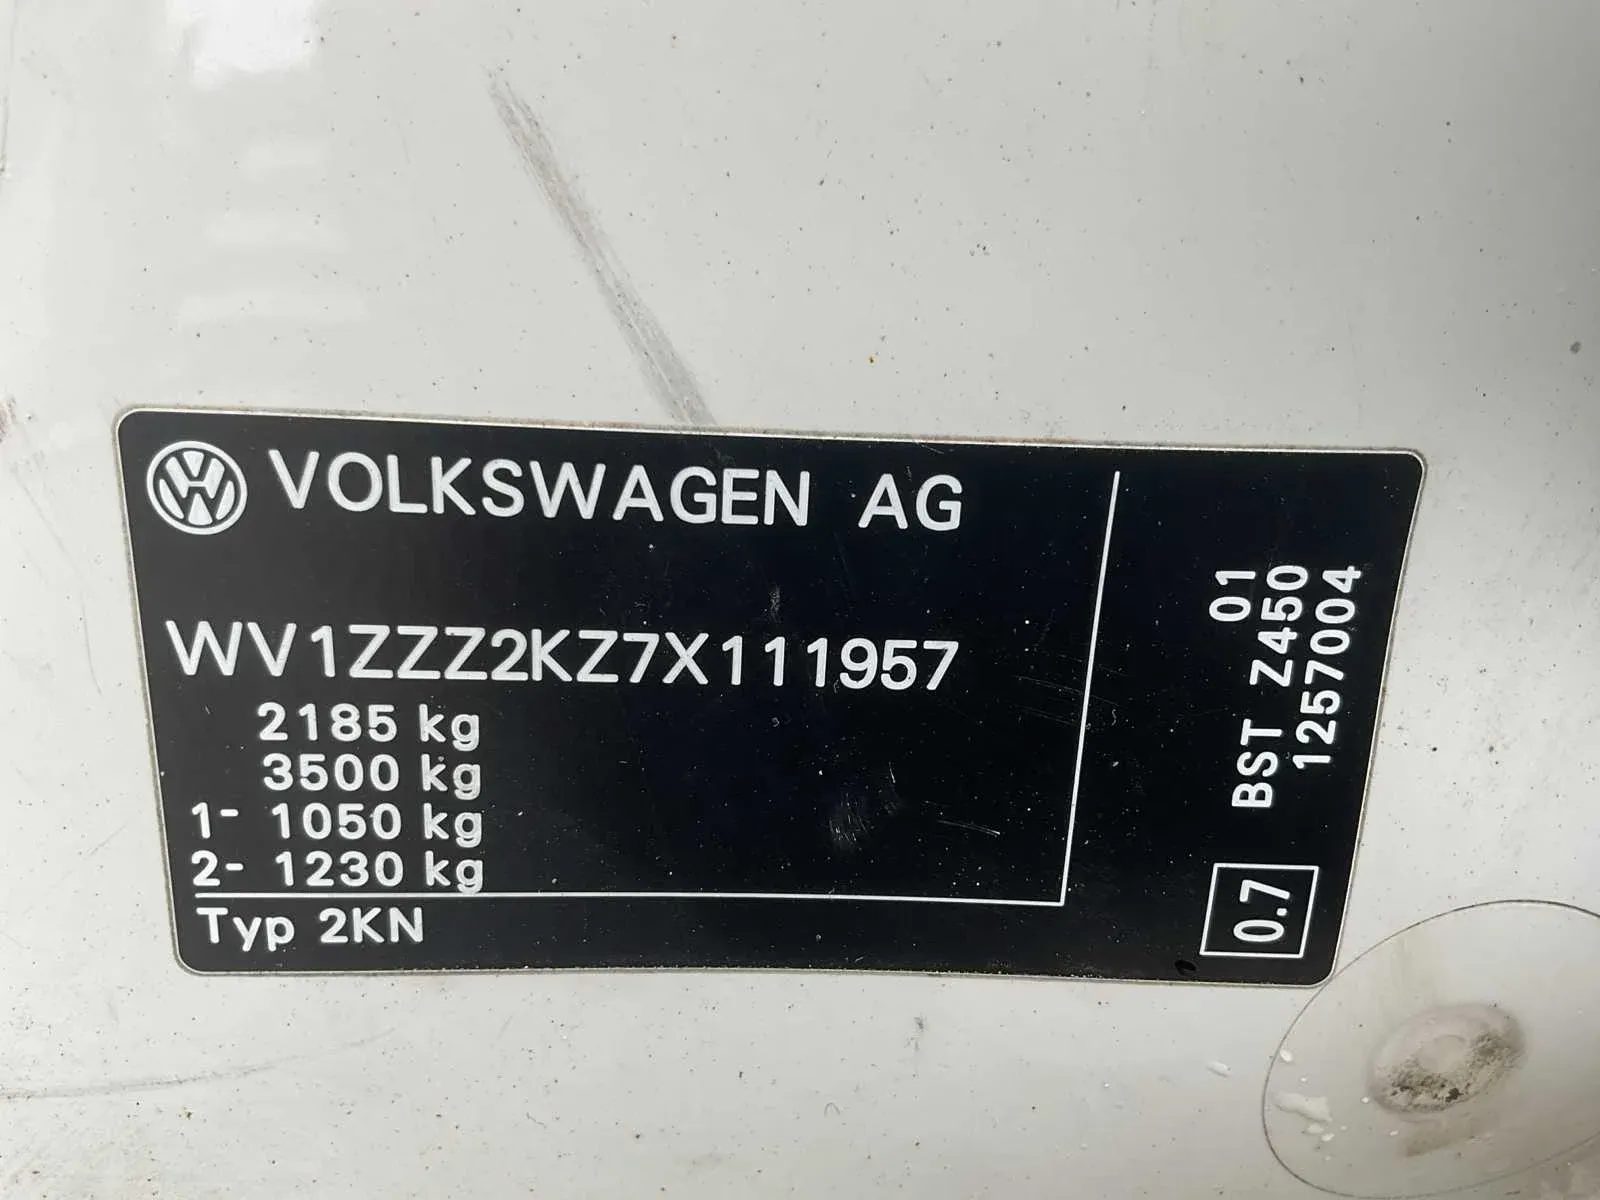 VOLKSWAGEN AG
WV1ZZZ2KZ7X111957
2185 kg
3500 kg
1- 1050 kg
2- 1230 kg
Typ 2KN
01
BST Z450
1257004
0.7